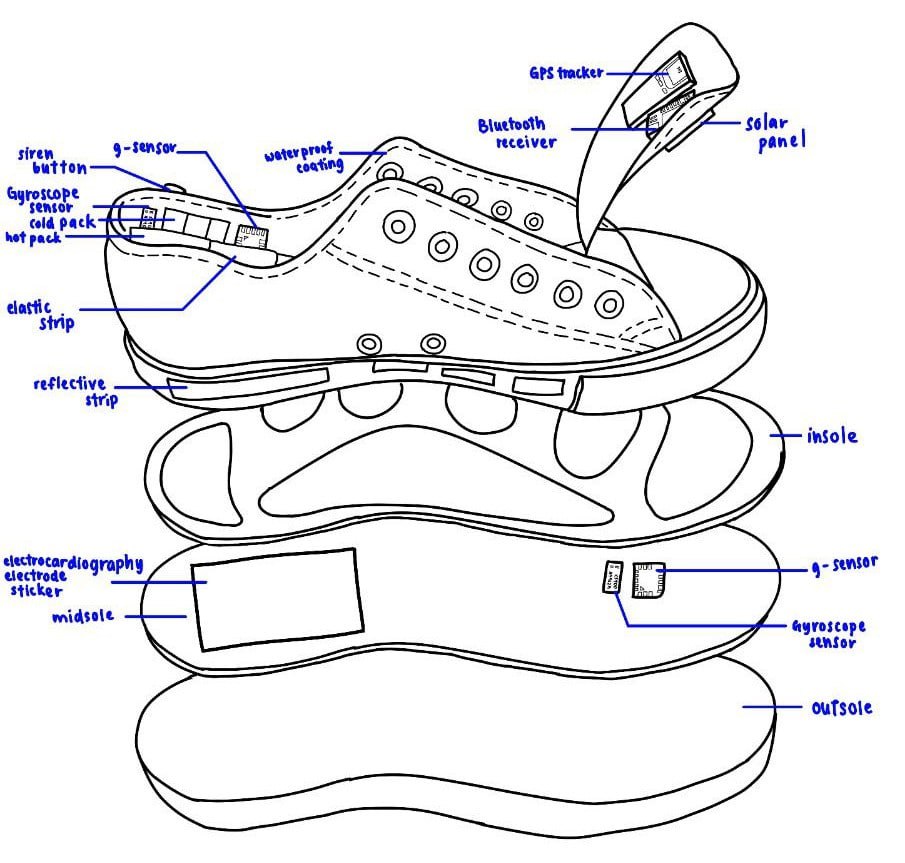 GPS tracker
Bluetooth
receiver
solar
panel
g-sensor
waterproof
coating
siren
button
Gyroscope
sensor
cold pack
hot pack
elastic
strip
reflective
strip
insole
electrocardiography
electrode
sticker
midsole
g-sensor
Gyroscope
sensor
outsole